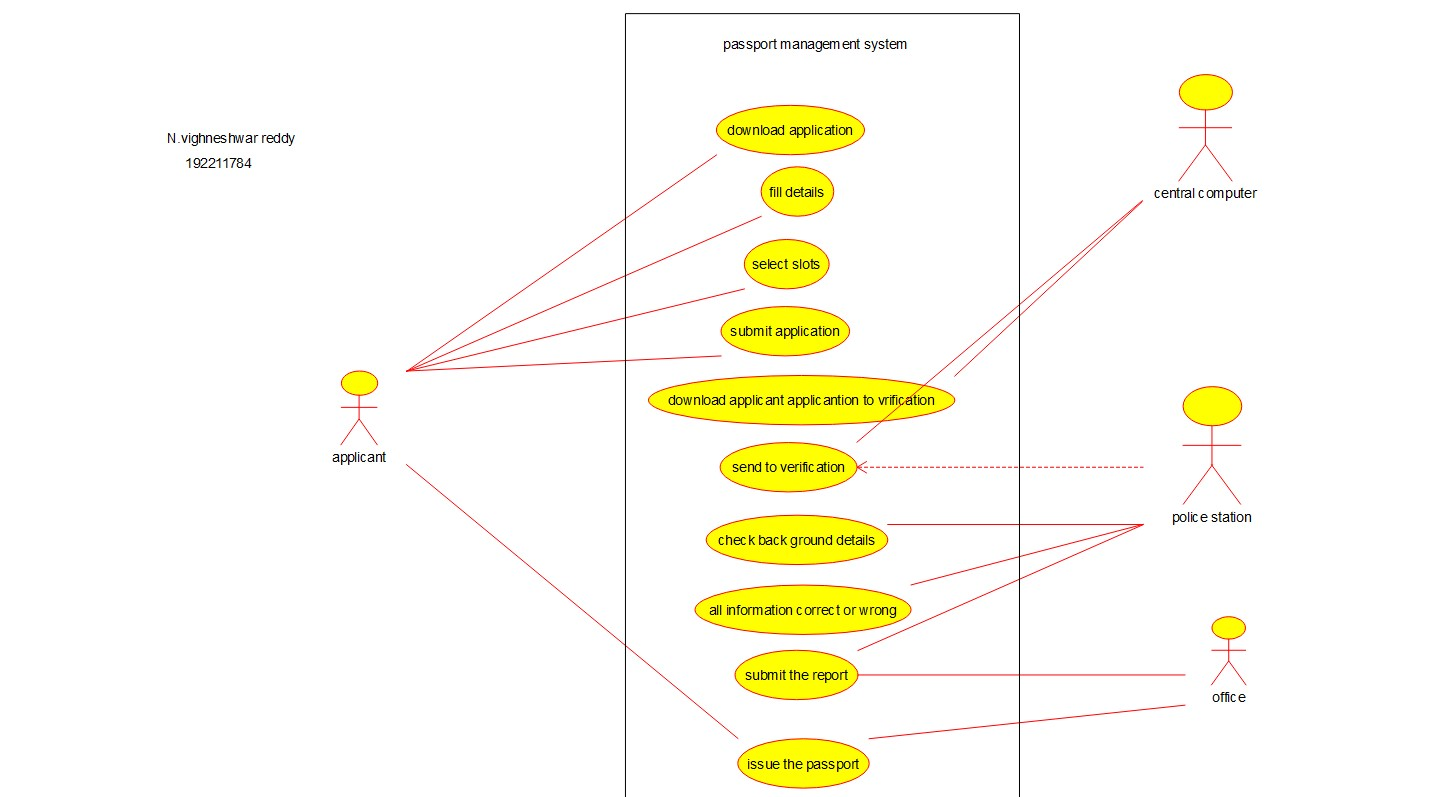 passport management system
N.vighneshwar reddy
192211784
download application
fill details
select slots
submit application
download applicant applicantion to vrification
send to verification
check back ground details
all information correct or wrong
submit the report
issue the passport
applicant
central computer
police station
office